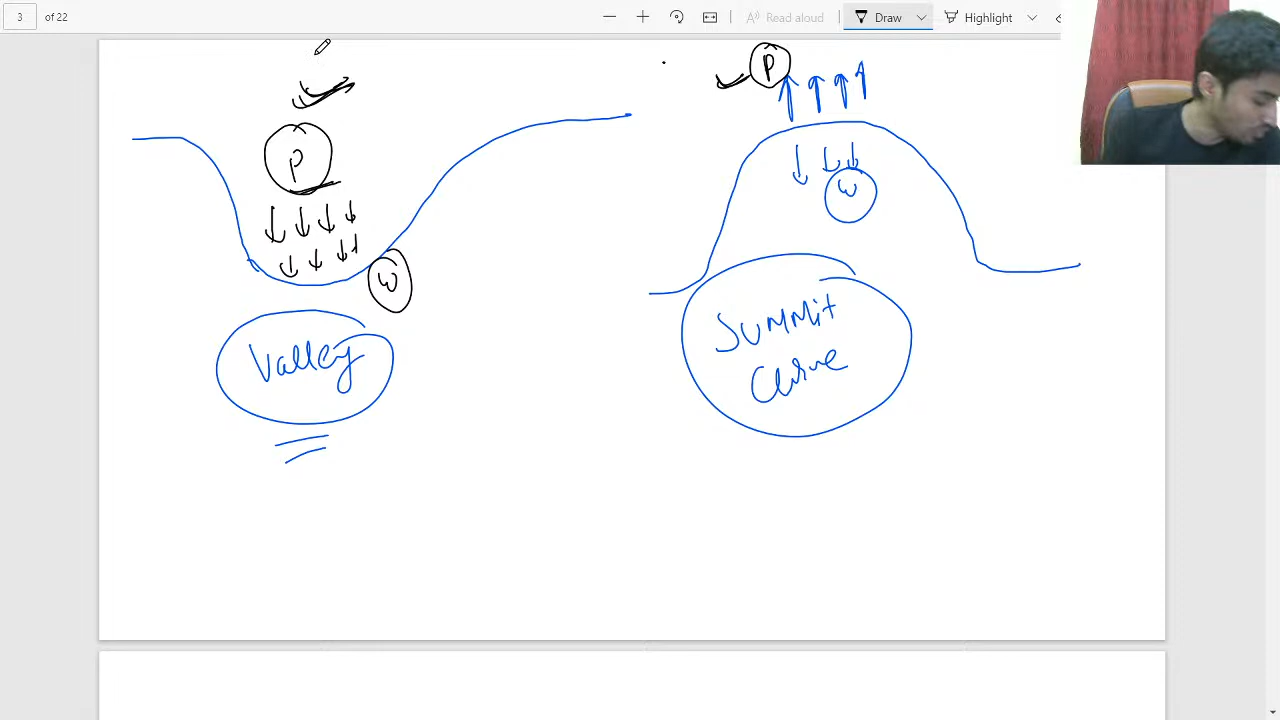 3 of 22
Read aloud
Draw
Highlight
P
W
Valley
P
W
Summit
Curve